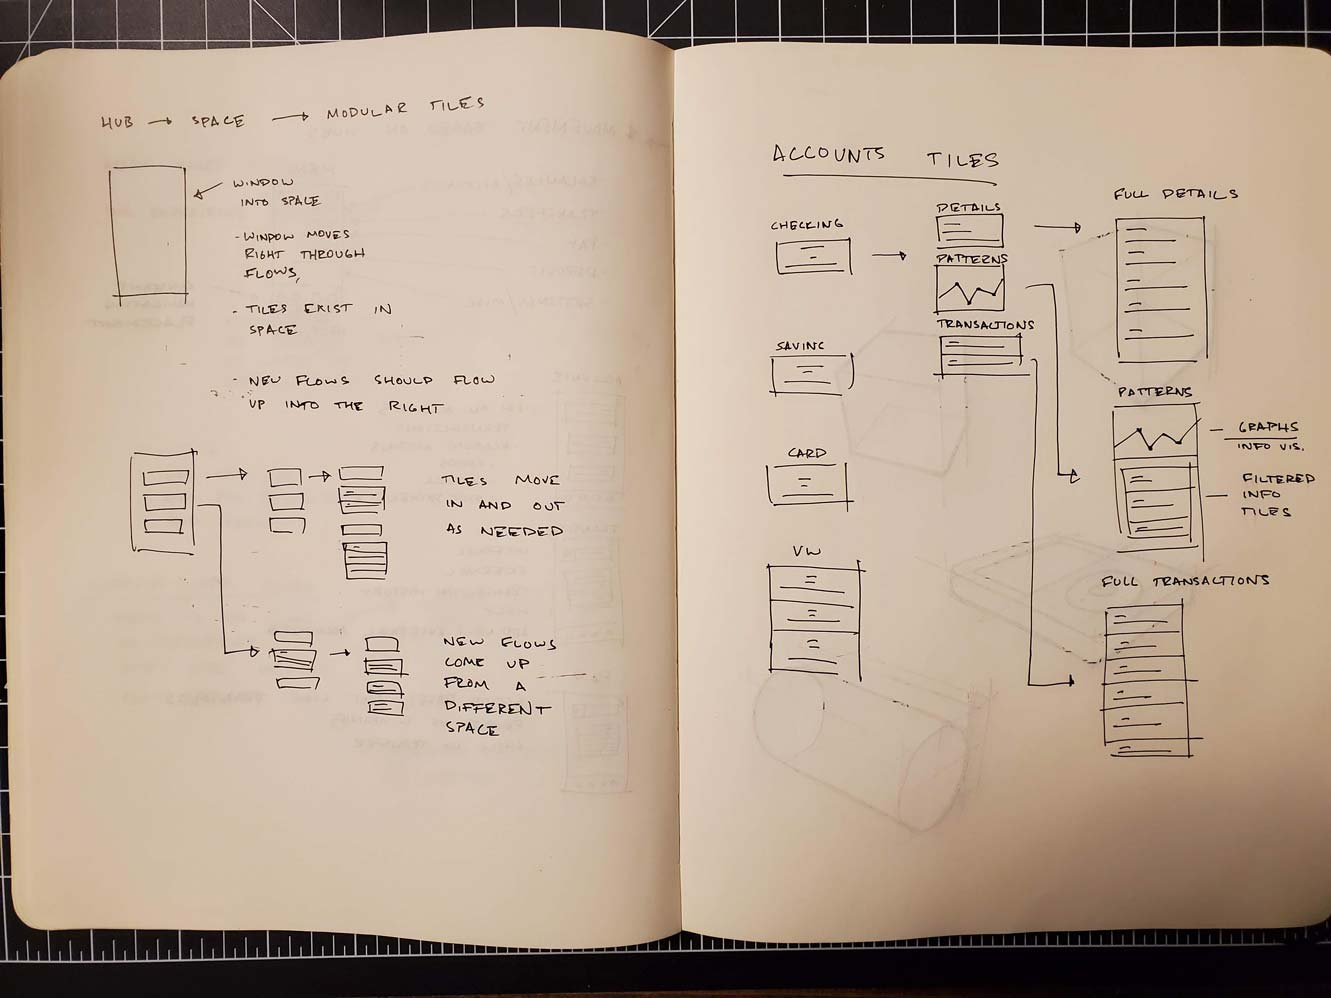 HUB → SPACE → MODULAR TILES
WINDOW
INTO SPACE
- WINDOW MOVES
RIGHT THROUGH
FLOWS,
- TILES EXIST IN
SPACE
- NEW FLOWS SHOULD FLOW
UP INTO THE RIGHT
TILES MOVE
IN AND OUT
AS NEEDED
NEW FLOWS
COME UP
FROM A
DIFFERENT
SPACE
ACCOUNTS TILES
CHECKING
SAVING
CARD
VW
DETAILS
PATTERNS
TRANSACTIONS
FULL DETAILS
PATTERNS
GRAPHS
INFO VIS.
FILTERED
INFO
TILES
FULL TRANSACTIONS